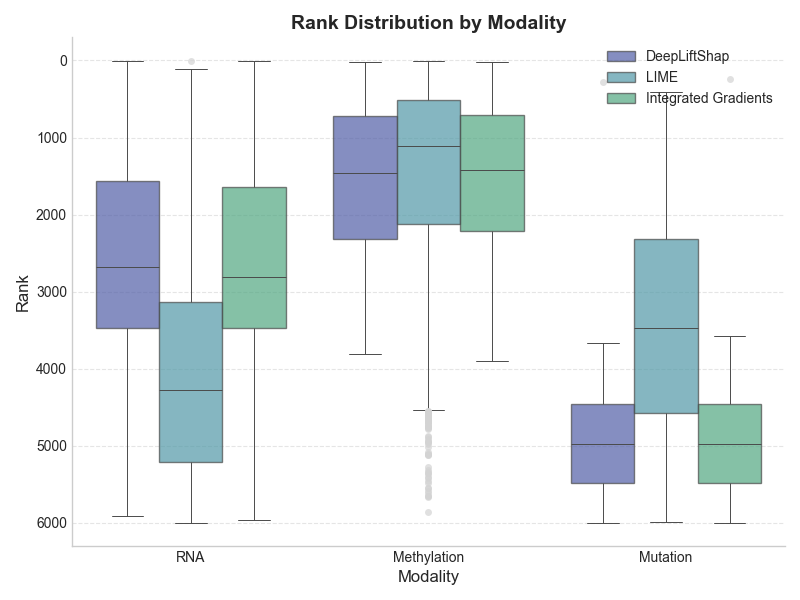 Rank Distribution by Modality
DeepLiftShap
LIME
Integrated Gradients
Rank
0
1000
2000
3000
4000
5000
6000
RNA
Methylation
Mutation
Modality